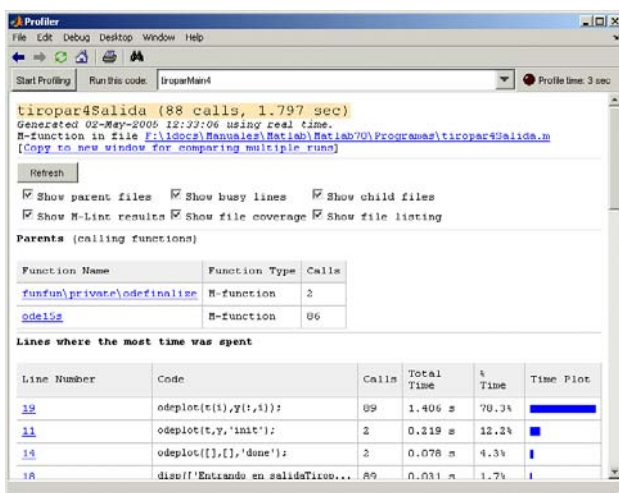 Profiler
File Edit Debug Desktop Window Help
Start Profiling Run this code: tiroparMain4 Profile time: 3 sec
tiropar4Salida (88 calls, 1.797 sec)
Generated 02-May-2005 12:33:06 using real time.
M-function in file F:\1docs\Manuales\Matlab\Matlab70\Programas\tiropar4Salida.m
[Copy to new window for comparing multiple runs]
Refresh
Show parent files Show busy lines Show child files
Show M-Lint results Show file coverage Show file listing
Parents (calling functions)
Function Name Function Type Calls
funfun\private\odefinalize M-function 2
ode15s M-function 86
Lines where the most time was spent
Line Number Code Calls Total Time % Time Time Plot
19 odeplot(t(i),y(:,i)); 89 1.406 s 78.3%
11 odeplot(t,y,'init'); 2 0.219 s 12.2%
14 odeplot([],[],'done'); 2 0.078 s 4.3%
18 disp(['Entrando en salidaTirop... 89 0.031 s 1.7%